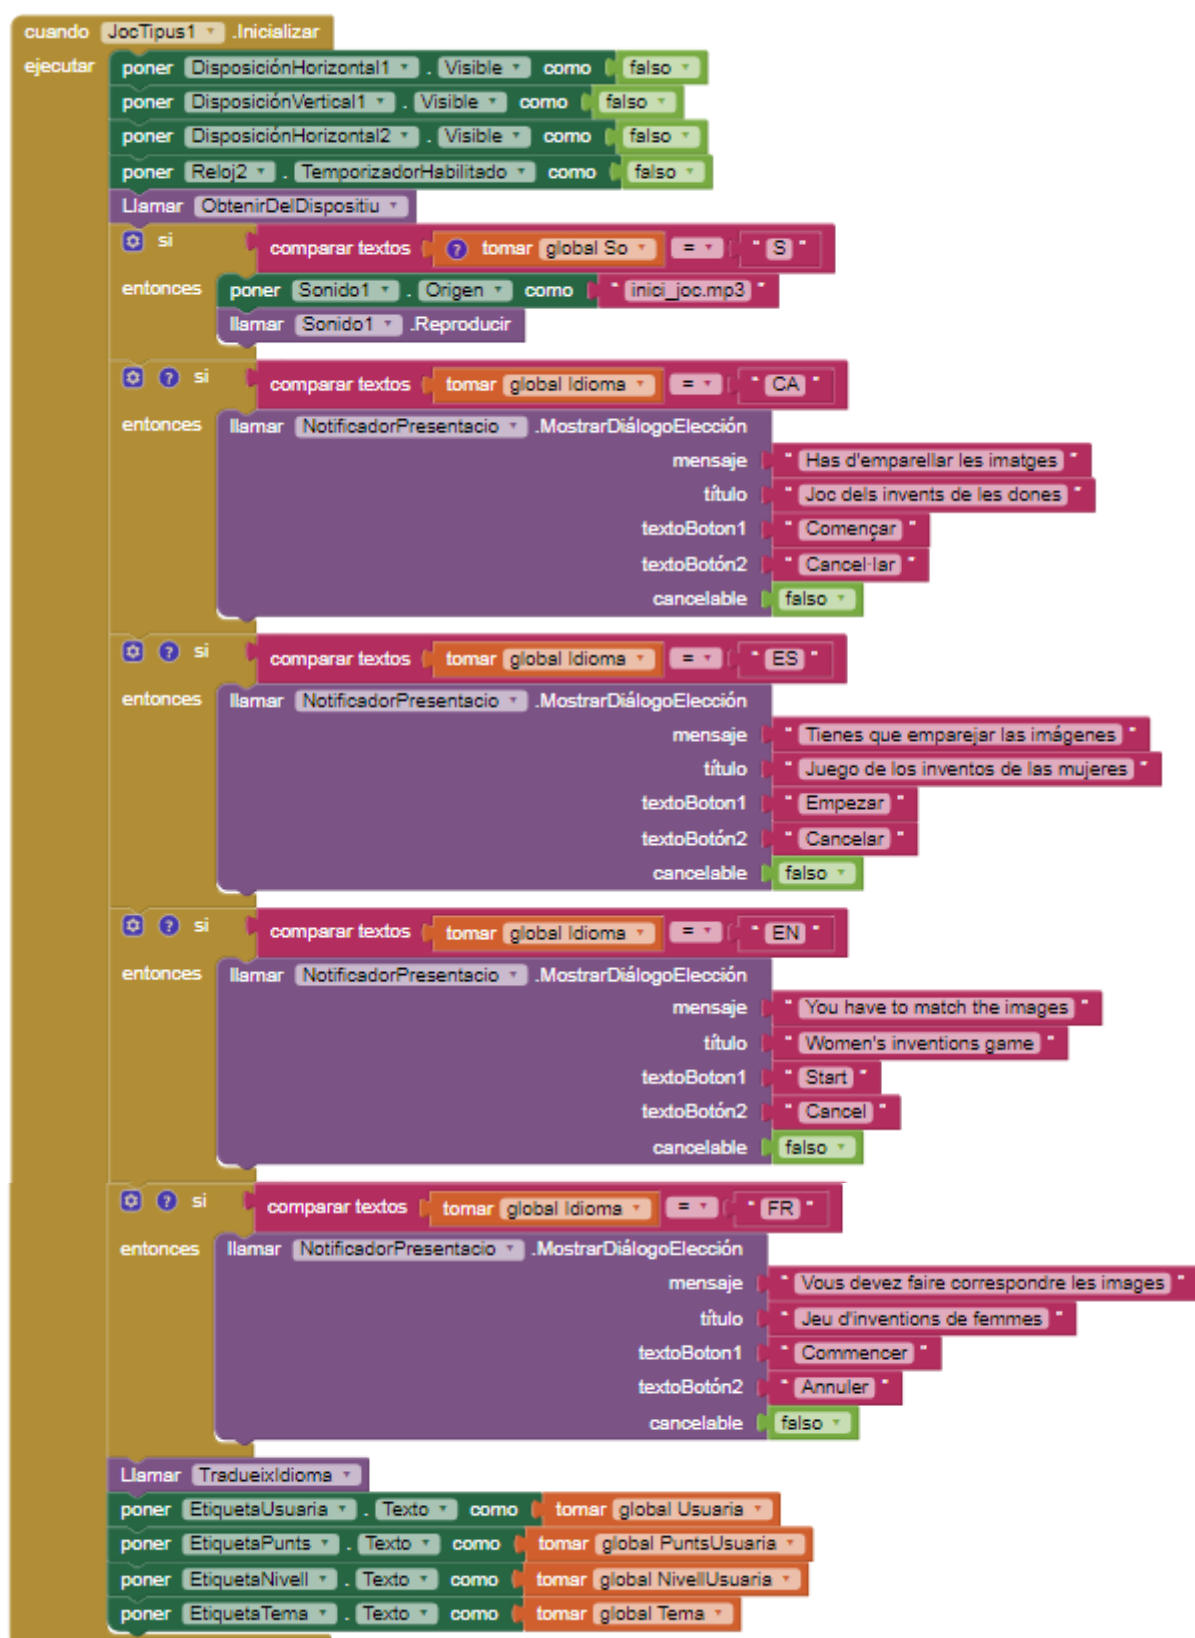 cuando JocTipus1 .Inicializar
ejecutar poner DisposiciónHorizontal1 . Visible como falso
poner DisposiciónVertical1 . Visible como falso
poner DisposiciónHorizontal2 . Visible como falso
poner Reloj2 . TemporizadorHabilitado como falso
Llamar ObtenirDelDispositiu
si comparar textos tomar global So = " S "
entonces poner Sonido1 . Origen como " inici_joc.mp3 "
llamar Sonido1 .Reproducir
si comparar textos tomar global Idioma = " CA "
entonces llamar NotificadorPresentacio .MostrarDiálogoElección
mensaje " Has d'emparellar les imatges "
título " Joc dels invents de les dones "
textoBoton1 " Començar "
textoBotón2 " Cancel·lar "
cancelable falso
si comparar textos tomar global Idioma = " ES "
entonces llamar NotificadorPresentacio .MostrarDiálogoElección
mensaje " Tienes que emparejar las imágenes "
título " Juego de los inventos de las mujeres "
textoBoton1 " Empezar "
textoBotón2 " Cancelar "
cancelable falso
si comparar textos tomar global Idioma = " EN "
entonces llamar NotificadorPresentacio .MostrarDiálogoElección
mensaje " You have to match the images "
título " Women's inventions game "
textoBoton1 " Start "
textoBotón2 " Cancel "
cancelable falso
si comparar textos tomar global Idioma = " FR "
entonces llamar NotificadorPresentacio .MostrarDiálogoElección
mensaje " Vous devez faire correspondre les images "
título " Jeu d'inventions de femmes "
textoBoton1 " Commencer "
textoBotón2 " Annuler "
cancelable falso
Llamar TradueixIdioma
poner EtiquetaUsuaria . Texto como tomar global Usuaria
poner EtiquetaPunts . Texto como tomar global PuntsUsuaria
poner EtiquetaNivell . Texto como tomar global NivellUsuaria
poner EtiquetaTema . Texto como tomar global Tema